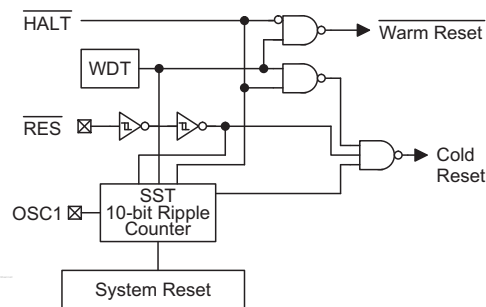 HALT
Warm Reset
WDT
RES
Cold
Reset
SST
10-bit Ripple
Counter
OSC1
System Reset